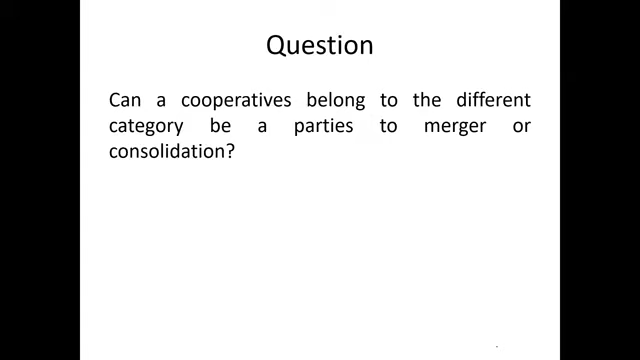 Question
Can a cooperatives belong to the different
category be a parties to merger or
consolidation?